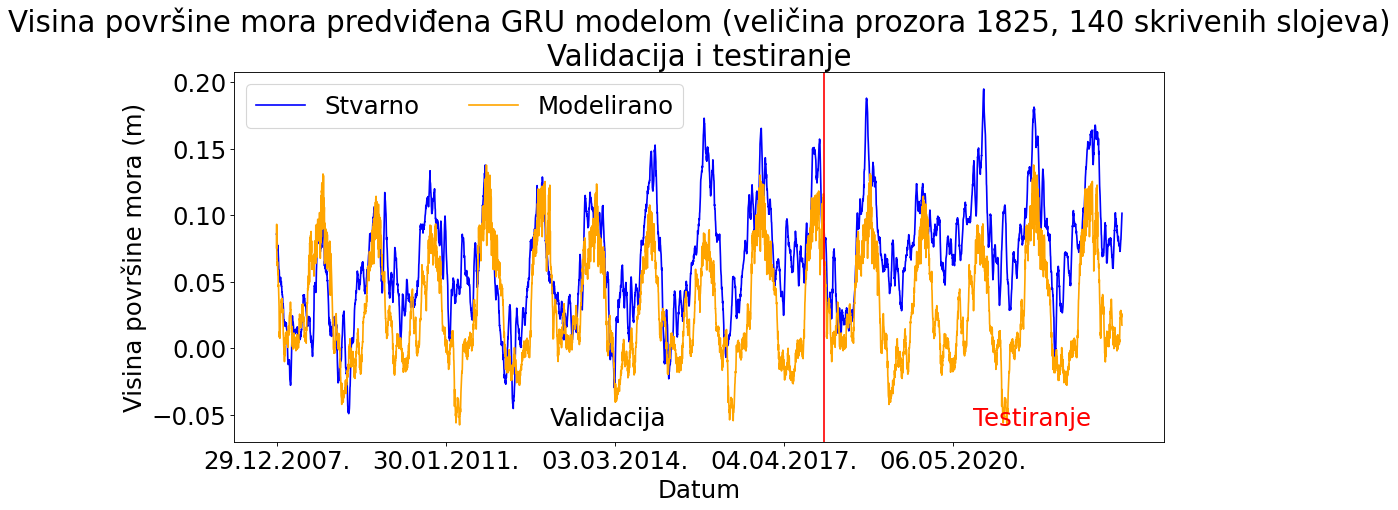 Visina površine mora predviđena GRU modelom (veličina prozora 1825, 140 skrivenih slojeva)
Validacija i testiranje
Stvarno Modelirano
Visina površine mora (m)
0.20
0.15
0.10
0.05
0.00
−0.05
Validacija Testiranje
29.12.2007. 30.01.2011. 03.03.2014. 04.04.2017. 06.05.2020.
Datum